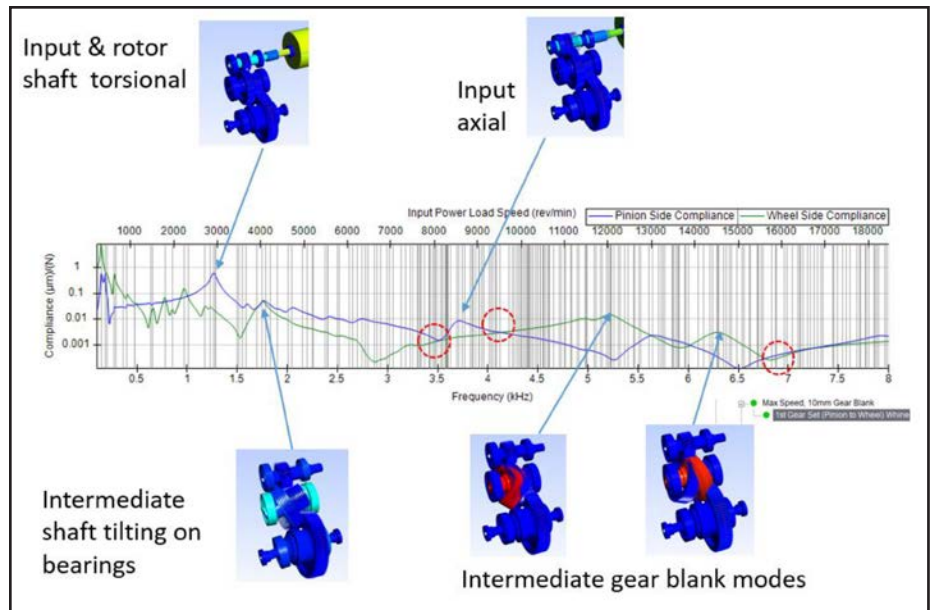 Input & rotor
shaft torsional
Input
axial
Input Power Load Speed (rev/min)
Pinion Side Compliance
Wheel Side Compliance
1000 2000 3000 4000 5000 6000 7000 8000 9000 10000 11000 12000 13000 14000 15000 16000 17000 18000
Compliance (µm)/(N)
1
0.1
0.01
0.001
0.5 1 1.5 2 2.5 3 3.5 4 4.5 5 5.5 6 6.5 7 7.5 8
Frequency (kHz)
Max Speed, 10mm Gear Blank
1st Gear Set (Pinion to Wheel) Whine
Intermediate
shaft tilting on
bearings
Intermediate gear blank modes